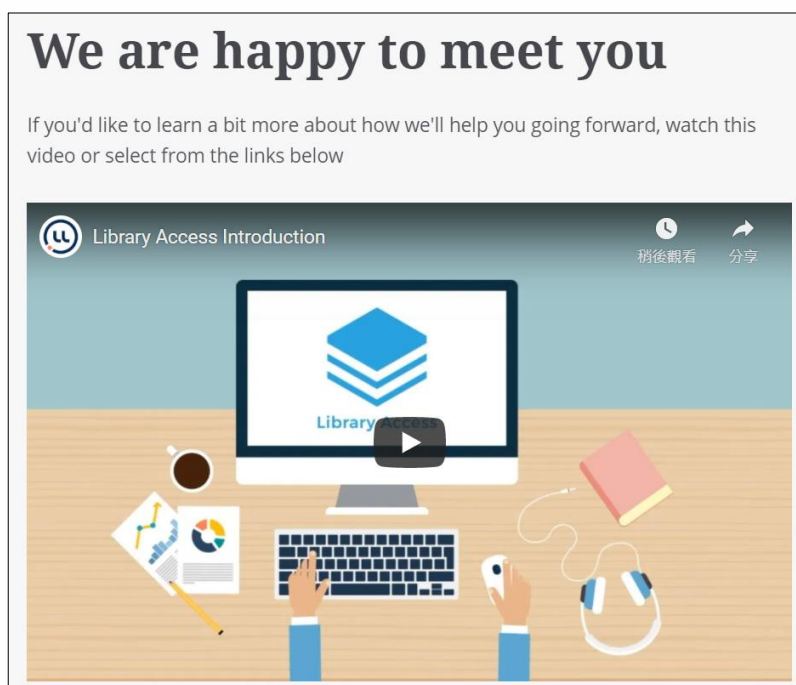 We are happy to meet you
If you'd like to learn a bit more about how we'll help you going forward, watch this
video or select from the links below
Library Access Introduction
稍後觀看
分享
Library Access